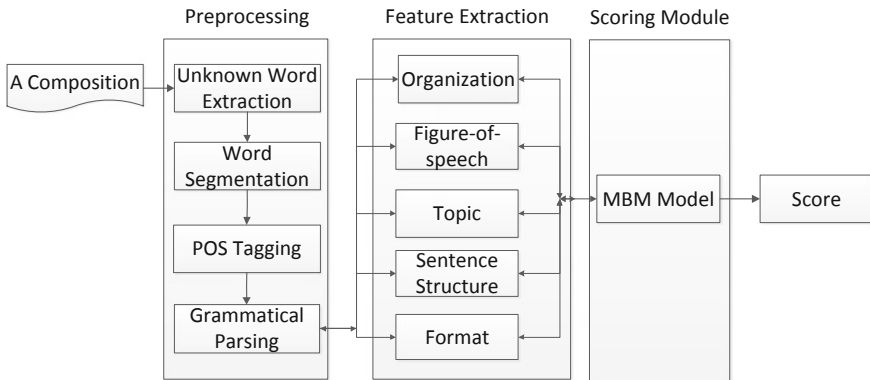 Preprocessing
Feature Extraction
Scoring Module
A Composition
Unknown Word
Extraction
Word
Segmentation
POS Tagging
Grammatical
Parsing
Organization
Figure-of-
speech
Topic
Sentence
Structure
Format
MBM Model
Score